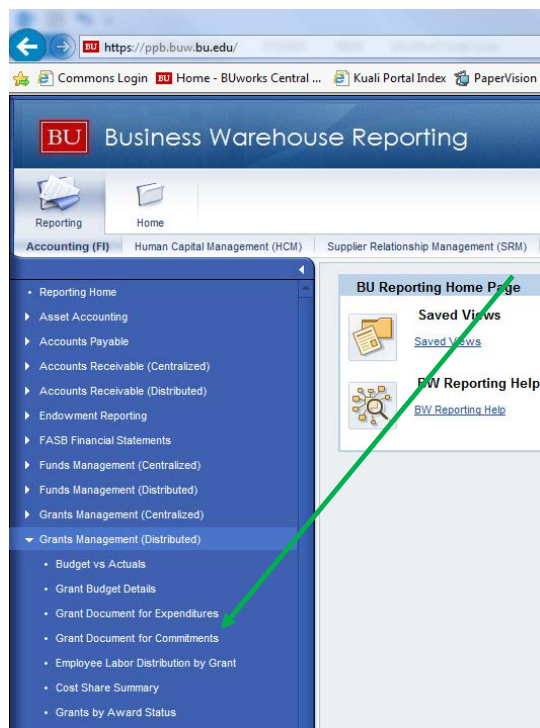 BU https://ppb.buw.bu.edu/
Commons Login BU Home - BUworks Central ... Kuali Portal Index PaperVision
BU Business Warehouse Reporting
Reporting Home
Accounting (FI) Human Capital Management (HCM) Supplier Relationship Management (SRM)
• Reporting Home
Asset Accounting
Accounts Payable
Accounts Receivable (Centralized)
Accounts Receivable (Distributed)
Endowment Reporting
FASB Financial Statements
Funds Management (Centralized)
Funds Management (Distributed)
Grants Management (Centralized)
Grants Management (Distributed)
• Budget vs Actuals
• Grant Budget Details
• Grant Document for Expenditures
• Grant Document for Commitments
• Employee Labor Distribution by Grant
• Cost Share Summary
• Grants by Award Status
BU Reporting Home Page
Saved Views
Saved Views
BW Reporting Help
BW Reporting Help